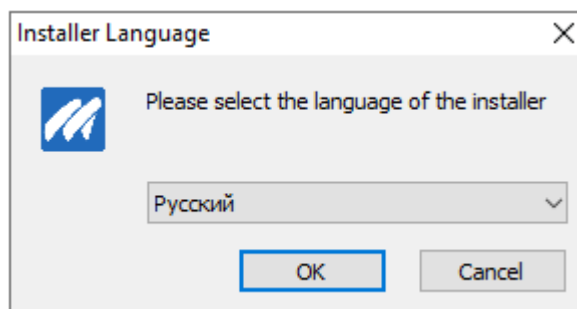 Installer Language
Please select the language of the installer
Русский
OK
Cancel